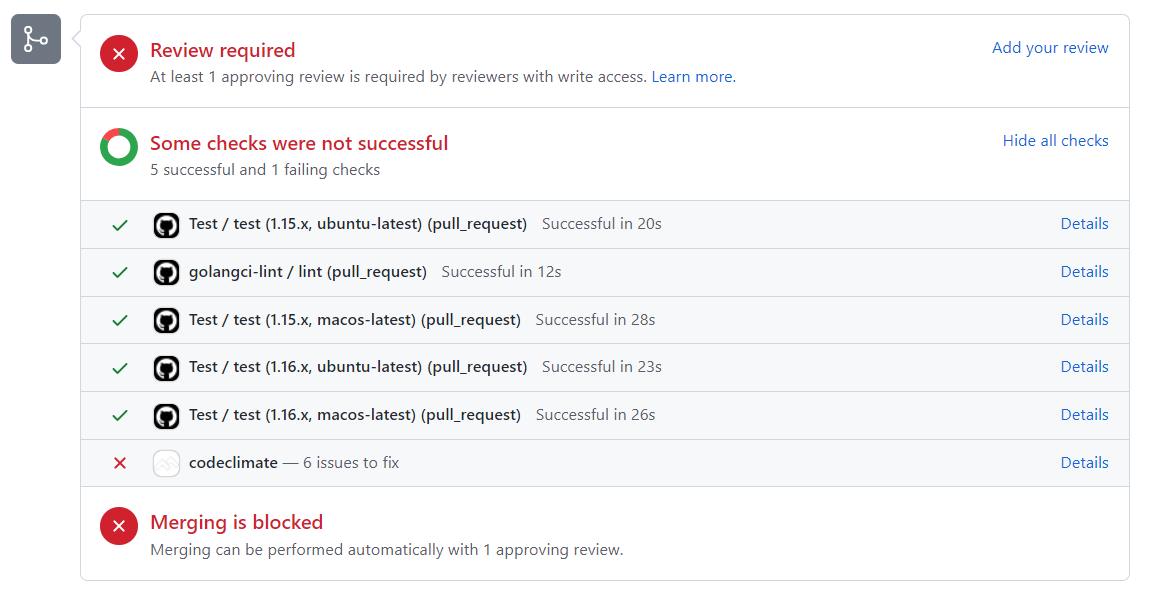 Review required
Add your review
At least 1 approving review is required by reviewers with write access. Learn more.
Some checks were not successful
Hide all checks
5 successful and 1 failing checks
Test / test (1.15.x, ubuntu-latest) (pull_request) Successful in 20s Details
golangci-lint / lint (pull_request) Successful in 12s Details
Test / test (1.15.x, macos-latest) (pull_request) Successful in 28s Details
Test / test (1.16.x, ubuntu-latest) (pull_request) Successful in 23s Details
Test / test (1.16.x, macos-latest) (pull_request) Successful in 26s Details
codeclimate — 6 issues to fix Details
Merging is blocked
Merging can be performed automatically with 1 approving review.